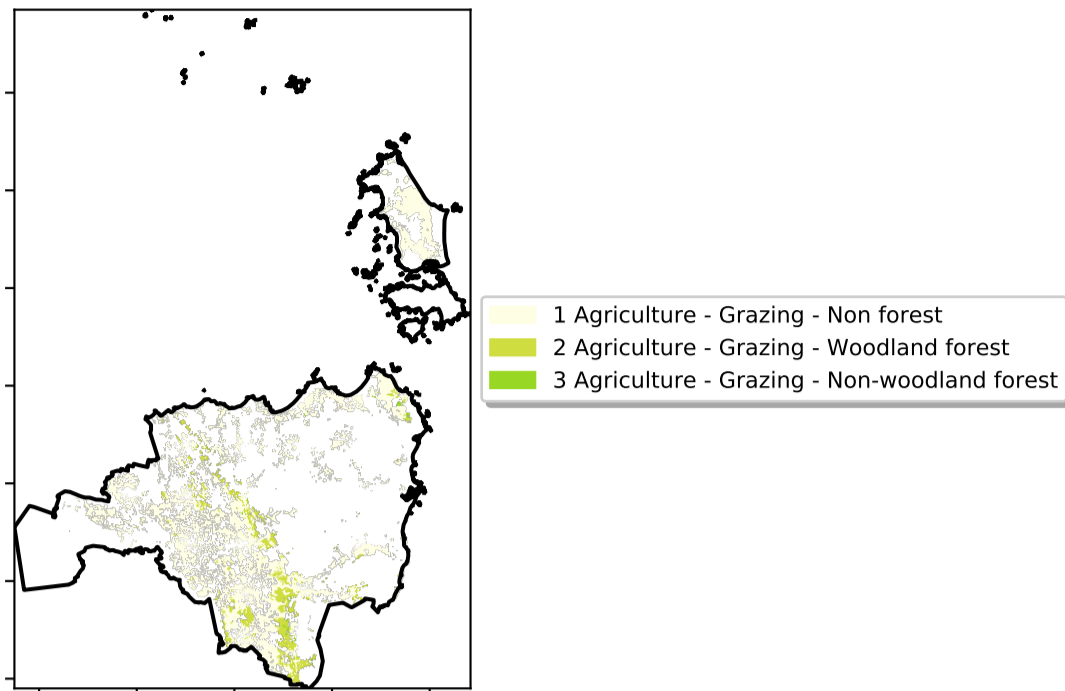 1 Agriculture - Grazing - Non forest
2 Agriculture - Grazing - Woodland forest
3 Agriculture - Grazing - Non-woodland forest